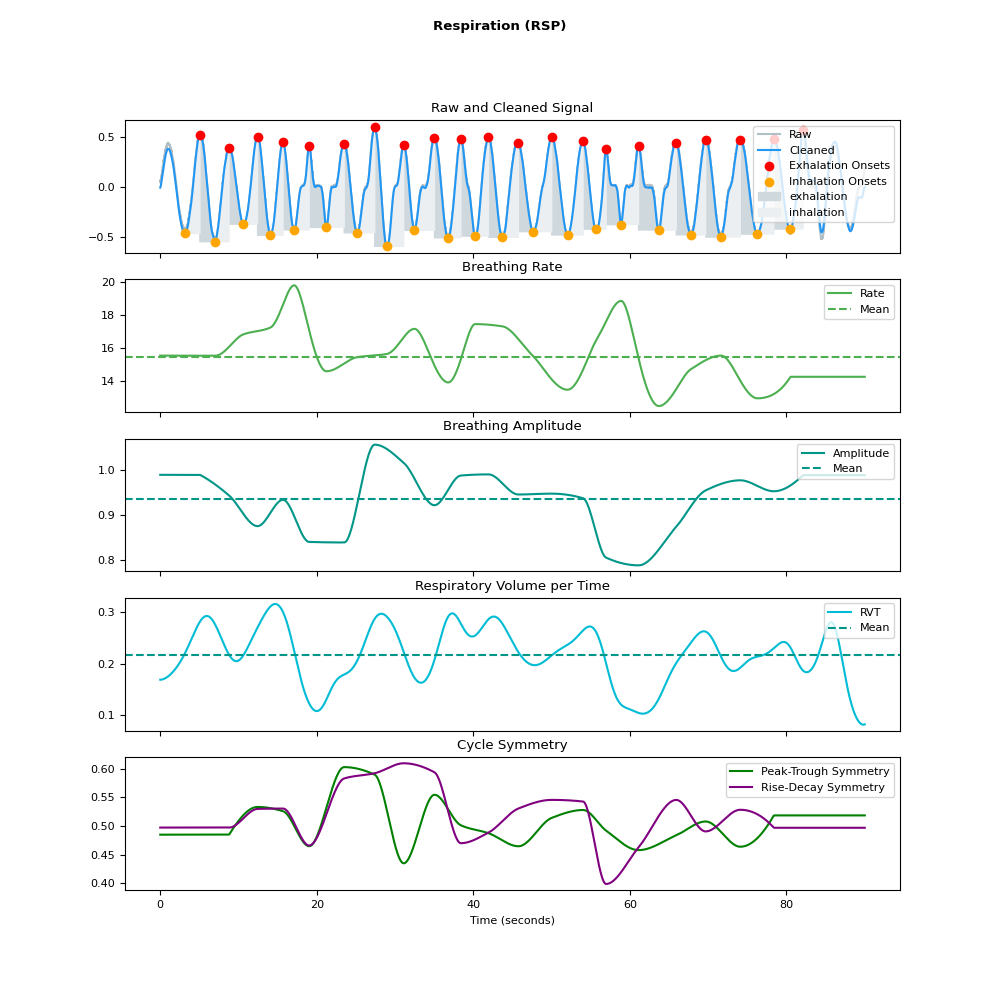 Respiration (RSP)
Raw and Cleaned Signal
0.5
0.0
−0.5
Raw
Cleaned
Exhalation Onsets
Inhalation Onsets
exhalation
inhalation
Breathing Rate
20
18
16
14
Rate
Mean
Breathing Amplitude
1.0
0.9
0.8
Amplitude
Mean
Respiratory Volume per Time
0.3
0.2
0.1
RVT
Mean
Cycle Symmetry
0.60
0.55
0.50
0.45
0.40
Peak-Trough Symmetry
Rise-Decay Symmetry
0 20 40 60 80
Time (seconds)